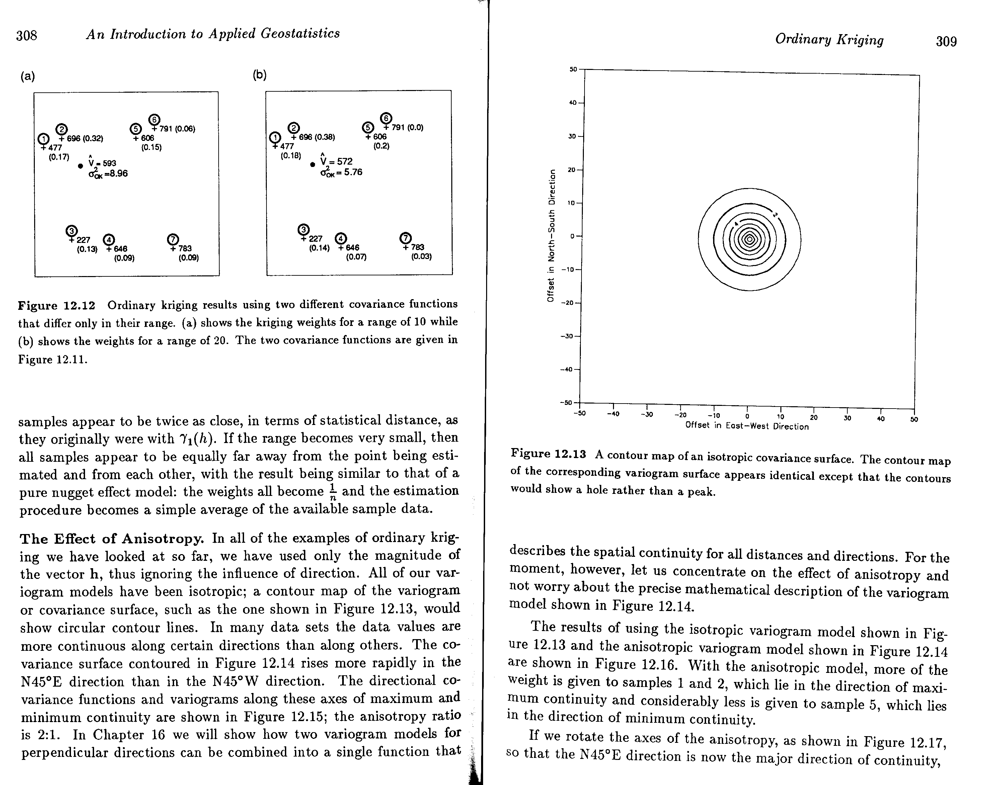 308 An Introduction to Applied Geostatistics
(a)
(b)
6
2
5
+ 791 (0.06)
1
+ 696 (0.32)
+ 606
+ 477
(0.15)
(0.17)
V̂ = 593
σ²OK = 8.96
3
+ 227
4
7
(0.13)
+ 646
+ 783
(0.09)
(0.09)
6
2
5
+ 791 (0.0)
1
+ 696 (0.38)
+ 606
+ 477
(0.2)
(0.18)
V̂ = 572
σ²OK = 5.76
3
+ 227
4
7
(0.14)
+ 646
+ 783
(0.07)
(0.03)
Figure 12.12 Ordinary kriging results using two different covariance functions
that differ only in their range. (a) shows the kriging weights for a range of 10 while
(b) shows the weights for a range of 20. The two covariance functions are given in
Figure 12.11.
samples appear to be twice as close, in terms of statistical distance, as
they originally were with γ₁(h). If the range becomes very small, then
all samples appear to be equally far away from the point being esti-
mated and from each other, with the result being similar to that of a
pure nugget effect model: the weights all become 1/n and the estimation
procedure becomes a simple average of the available sample data.
The Effect of Anisotropy. In all of the examples of ordinary krig-
ing we have looked at so far, we have used only the magnitude of
the vector h, thus ignoring the influence of direction. All of our var-
iogram models have been isotropic; a contour map of the variogram
or covariance surface, such as the one shown in Figure 12.13, would
show circular contour lines. In many data sets the data values are
more continuous along certain directions than along others. The co-
variance surface contoured in Figure 12.14 rises more rapidly in the
N45°E direction than in the N45°W direction. The directional co-
variance functions and variograms along these axes of maximum and
minimum continuity are shown in Figure 12.15; the anisotropy ratio
is 2:1. In Chapter 16 we will show how two variogram models for
perpendicular directions can be combined into a single function that
Ordinary Kriging 309
50
40
30
20
10
0
-10
-20
-30
-40
-50
Offset in North-South Direction
2
4
-50 -40 -30 -20 -10 0 10 20 30 40 50
Offset in East-West Direction
Figure 12.13 A contour map of an isotropic covariance surface. The contour map
of the corresponding variogram surface appears identical except that the contours
would show a hole rather than a peak.
describes the spatial continuity for all distances and directions. For the
moment, however, let us concentrate on the effect of anisotropy and
not worry about the precise mathematical description of the variogram
model shown in Figure 12.14.
The results of using the isotropic variogram model shown in Fig-
ure 12.13 and the anisotropic variogram model shown in Figure 12.14
are shown in Figure 12.16. With the anisotropic model, more of the
weight is given to samples 1 and 2, which lie in the direction of maxi-
mum continuity and considerably less is given to sample 5, which lies
in the direction of minimum continuity.
If we rotate the axes of the anisotropy, as shown in Figure 12.17,
so that the N45°E direction is now the major direction of continuity,